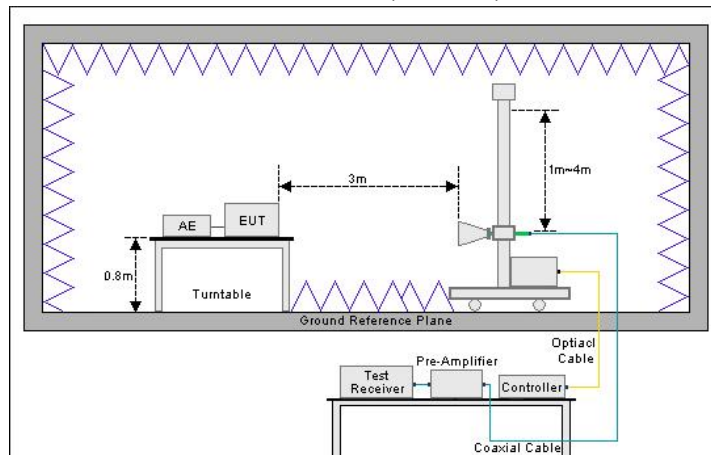 3m
1m~4m
AE
EUT
0.8m
Turntable
Ground Reference Plane
Optiacl
Cable
Pre-Amplifier
Test
Receiver
Controller
Coaxial Cable